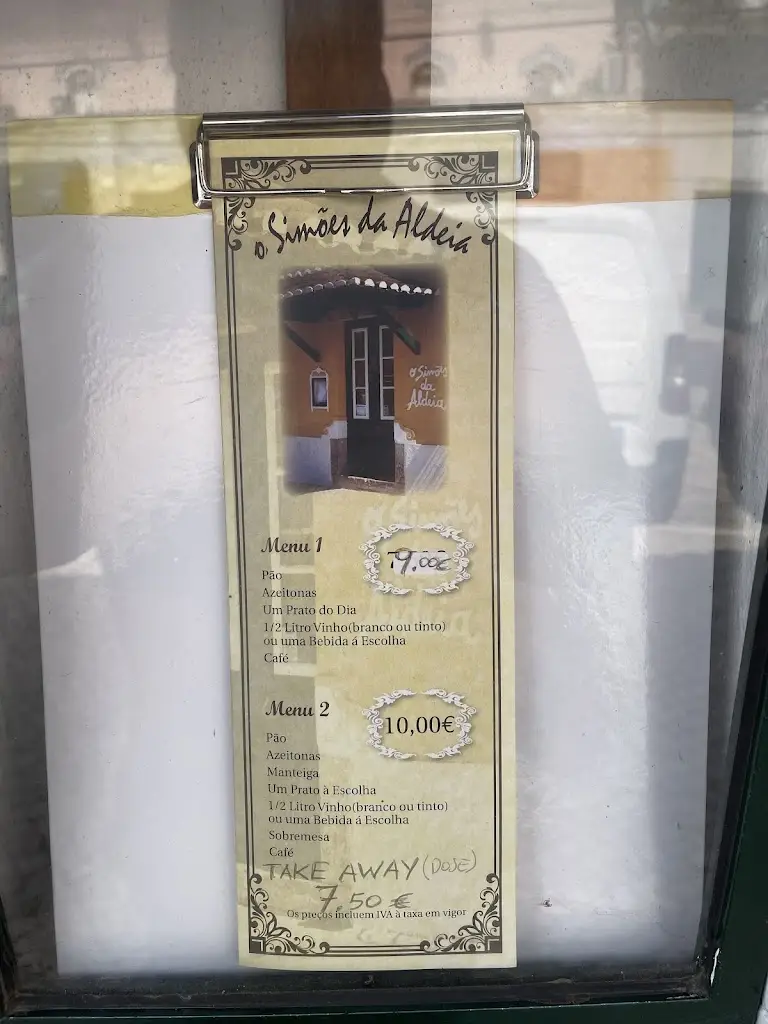 o Simões da Aldeia
o Simões
da
Aldeia
Menu 1
9.00€
Pão
Azeitonas
Um Prato do Dia
1/2 Litro Vinho(branco ou tinto)
ou uma Bebida á Escolha
Café
Menu 2
10,00€
Pão
Azeitonas
Manteiga
Um Prato à Escolha
1/2 Litro Vinho(branco ou tinto)
ou uma Bebida á Escolha
Sobremesa
Café
TAKE AWAY (DOSE)
7,50 €
Os preços incluem IVA à taxa em vigor